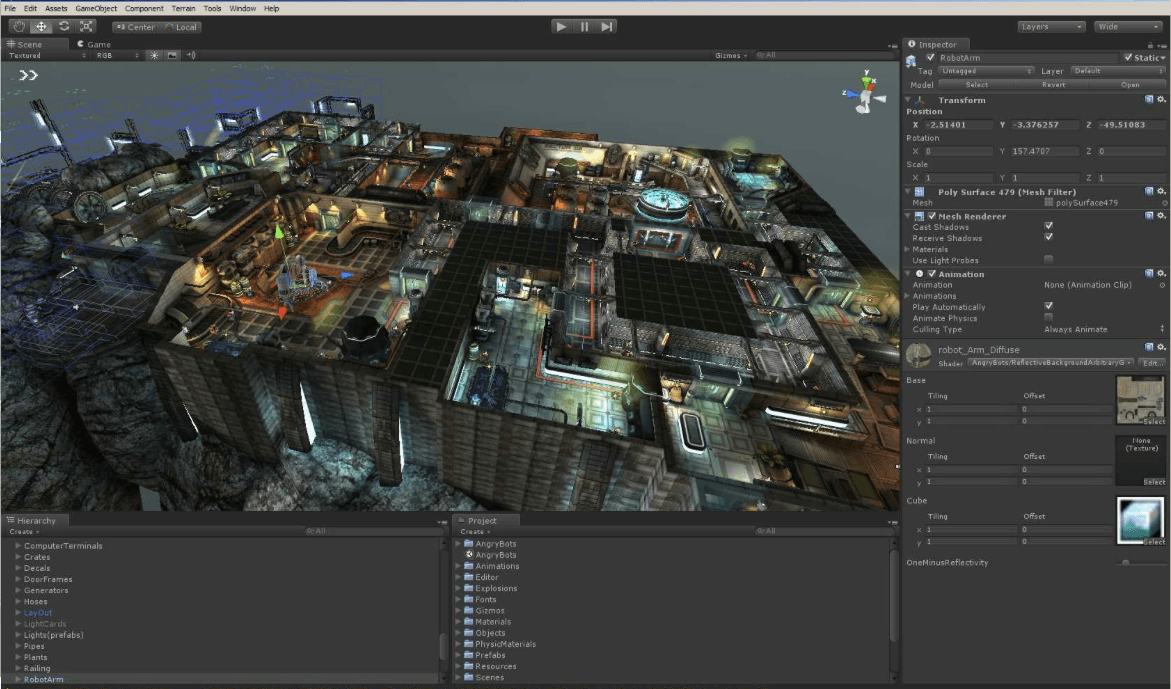 File Edit Assets GameObject Component Terrain Tools Window Help
Center Local Layers Wide
Scene Game
Textured RGB Gizmos All
Inspector
RobotArm Static
Tag Untagged Layer Default
Model Select Revert Open
Transform
Position
X -2.51401 Y -3.376257 Z -49.51083
Rotation
X 0 Y 157.4707 Z 0
Scale
X 1 Y 1 Z 1
Poly Surface 479 (Mesh Filter)
Mesh polySurface479
Mesh Renderer
Cast Shadows
Receive Shadows
Materials
Use Light Probes
Animation
Animation None (Animation Clip)
Animations
Play Automatically
Animate Physics
Culling Type Always Animate
robot_Arm_Diffuse
Shader AngryBots/ReflectiveBackgroundArbitraryG Edit...
Base
Tiling Offset
x 1 0
y 1 0
Select
Normal
None
(Texture)
Tiling Offset
x 1 0
y 1 0
Select
Cube
Tiling Offset
x 1 0
y 1 0
Select
OneMinusReflectivity
Hierarchy
Create All
ComputerTerminals
Crates
Decals
DoorFrames
Generators
Hoses
LayOut
LightCards
Lights(prefabs)
Pipes
Plants
Railing
RobotArm
Project
Create All
AngryBots
AngryBots
Animations
Editor
Explosions
Fonts
Gizmos
Materials
Objects
PhysicMaterials
Prefabs
Resources
Scenes